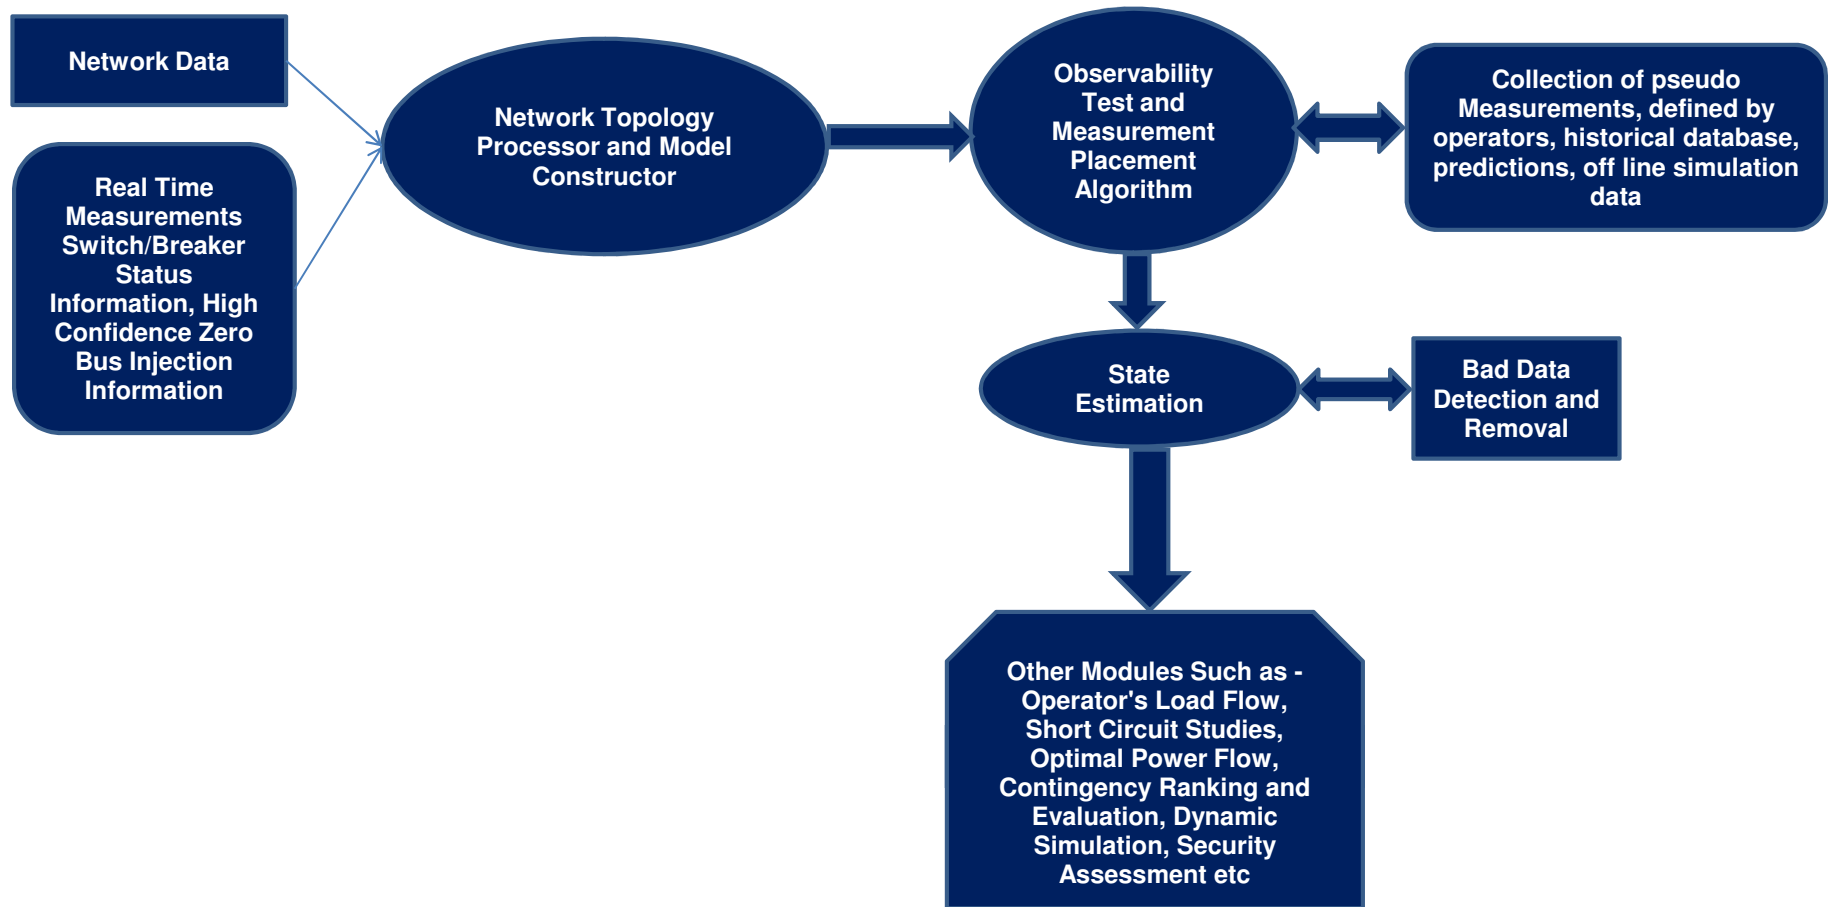 Network Data
Real Time
Measurements
Switch/Breaker
Status
Information, High
Confidence Zero
Bus Injection
Information
Network Topology
Processor and Model
Constructor
Observability
Test and
Measurement
Placement
Algorithm
Collection of pseudo
Measurements, defined by
operators, historical database,
predictions, off line simulation
data
State
Estimation
Bad Data
Detection and
Removal
Other Modules Such as -
Operator's Load Flow,
Short Circuit Studies,
Optimal Power Flow,
Contingency Ranking and
Evaluation, Dynamic
Simulation, Security
Assessment etc